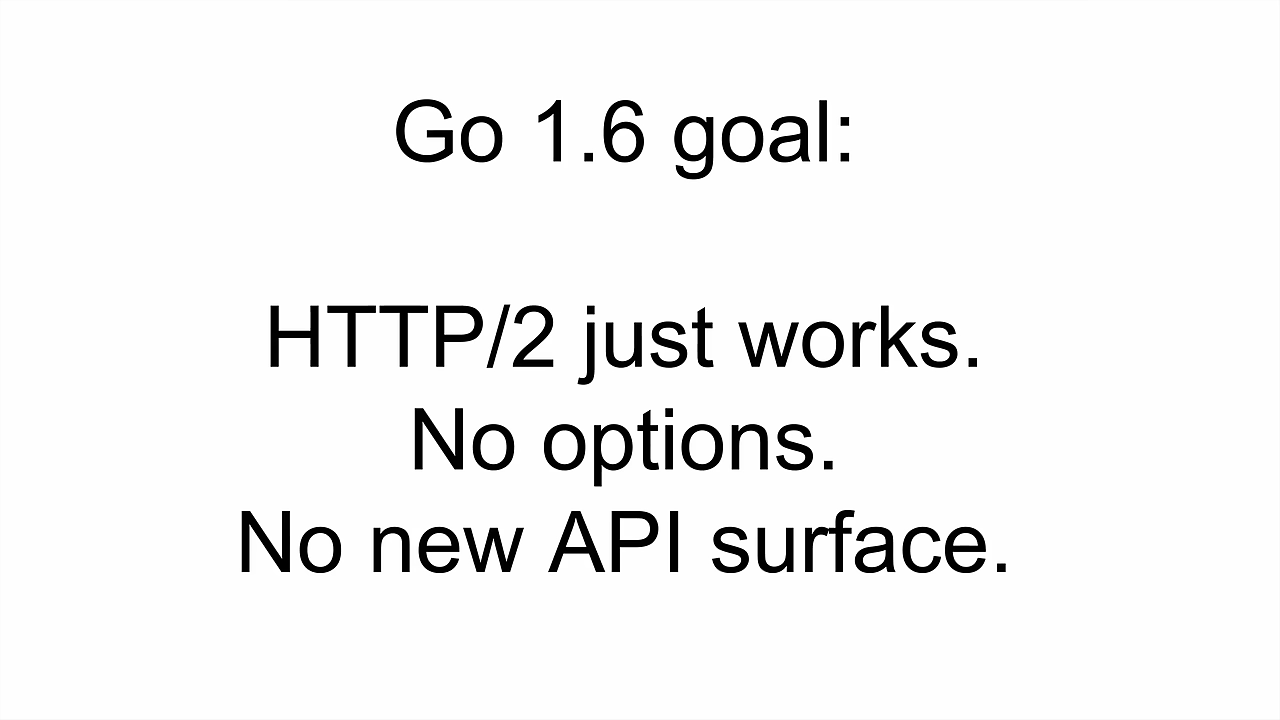 Go 1.6 goal:
HTTP/2 just works.
No options.
No new API surface.